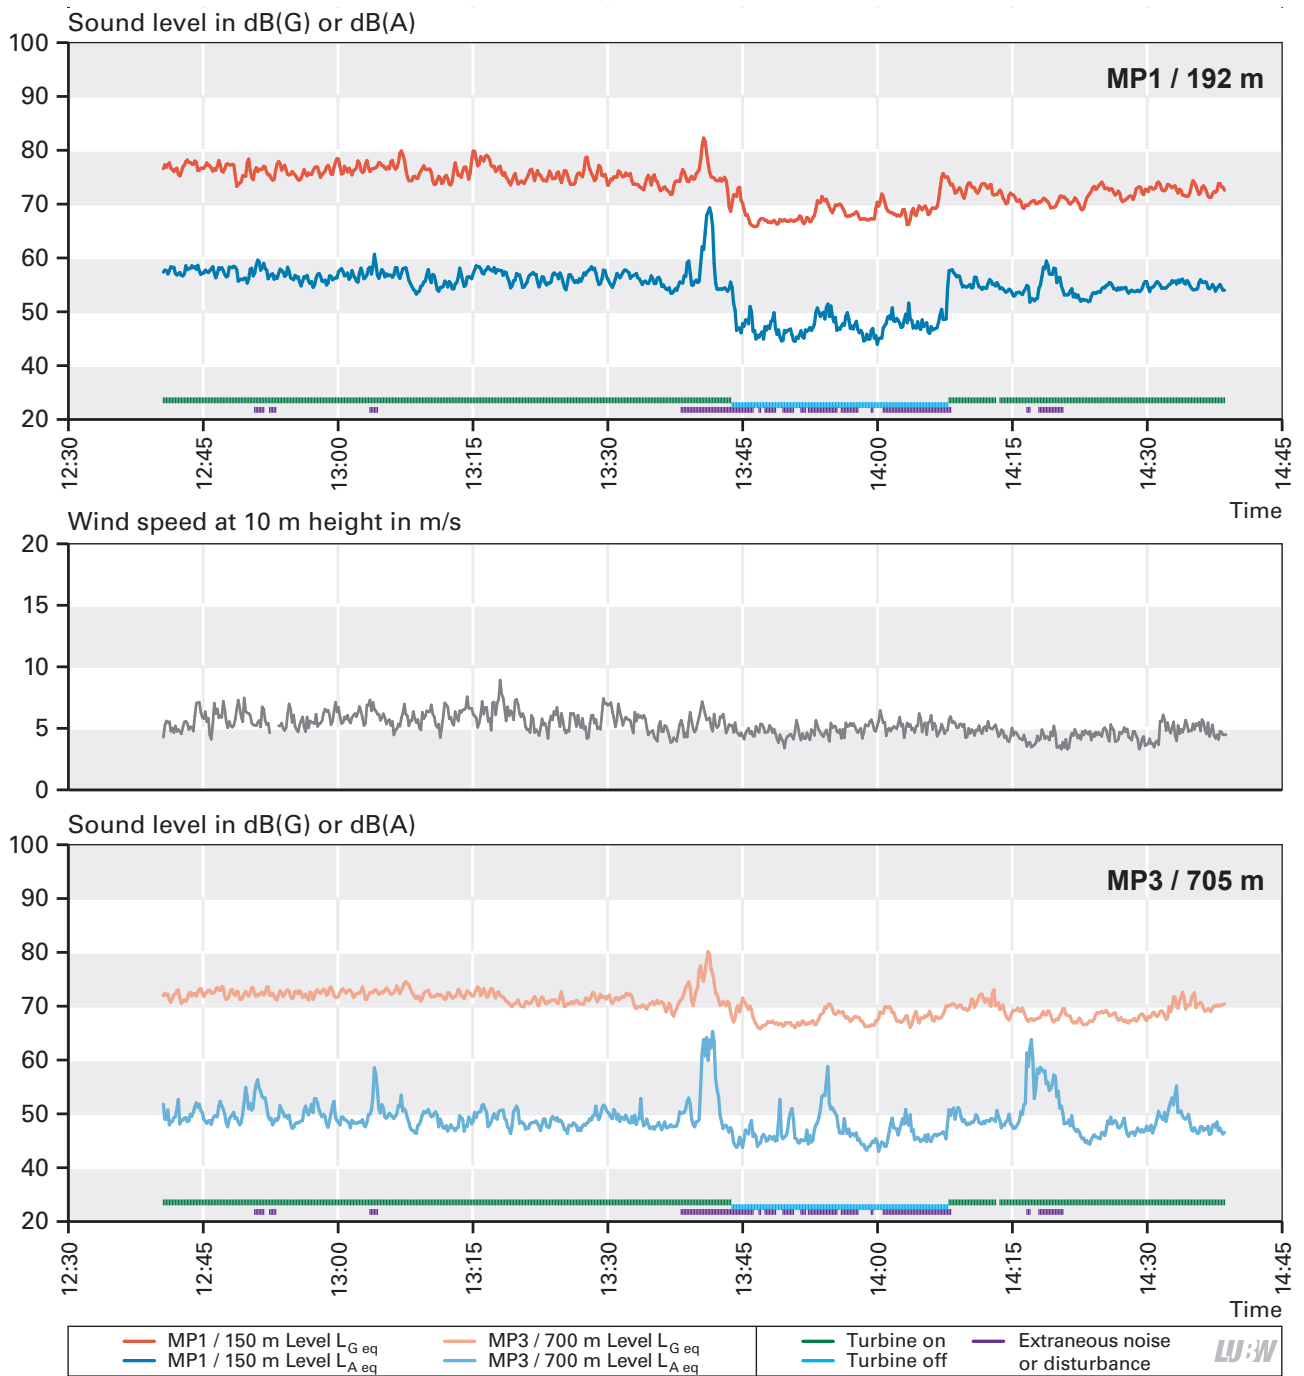 Sound level in dB(G) or dB(A)
100
90
80
70
60
50
40
20
MP1 / 192 m
12:30 12:45 13:00 13:15 13:30 13:45 14:00 14:15 14:30 14:45
Time
Wind speed at 10 m height in m/s
20
15
10
5
0
Sound level in dB(G) or dB(A)
100
90
80
70
60
50
40
20
MP3 / 705 m
12:30 12:45 13:00 13:15 13:30 13:45 14:00 14:15 14:30 14:45
Time
MP1 / 150 m Level L G eq
MP1 / 150 m Level L A eq
MP3 / 700 m Level L G eq
MP3 / 700 m Level L A eq
Turbine on
Turbine off
Extraneous noise
or disturbance
LUBW